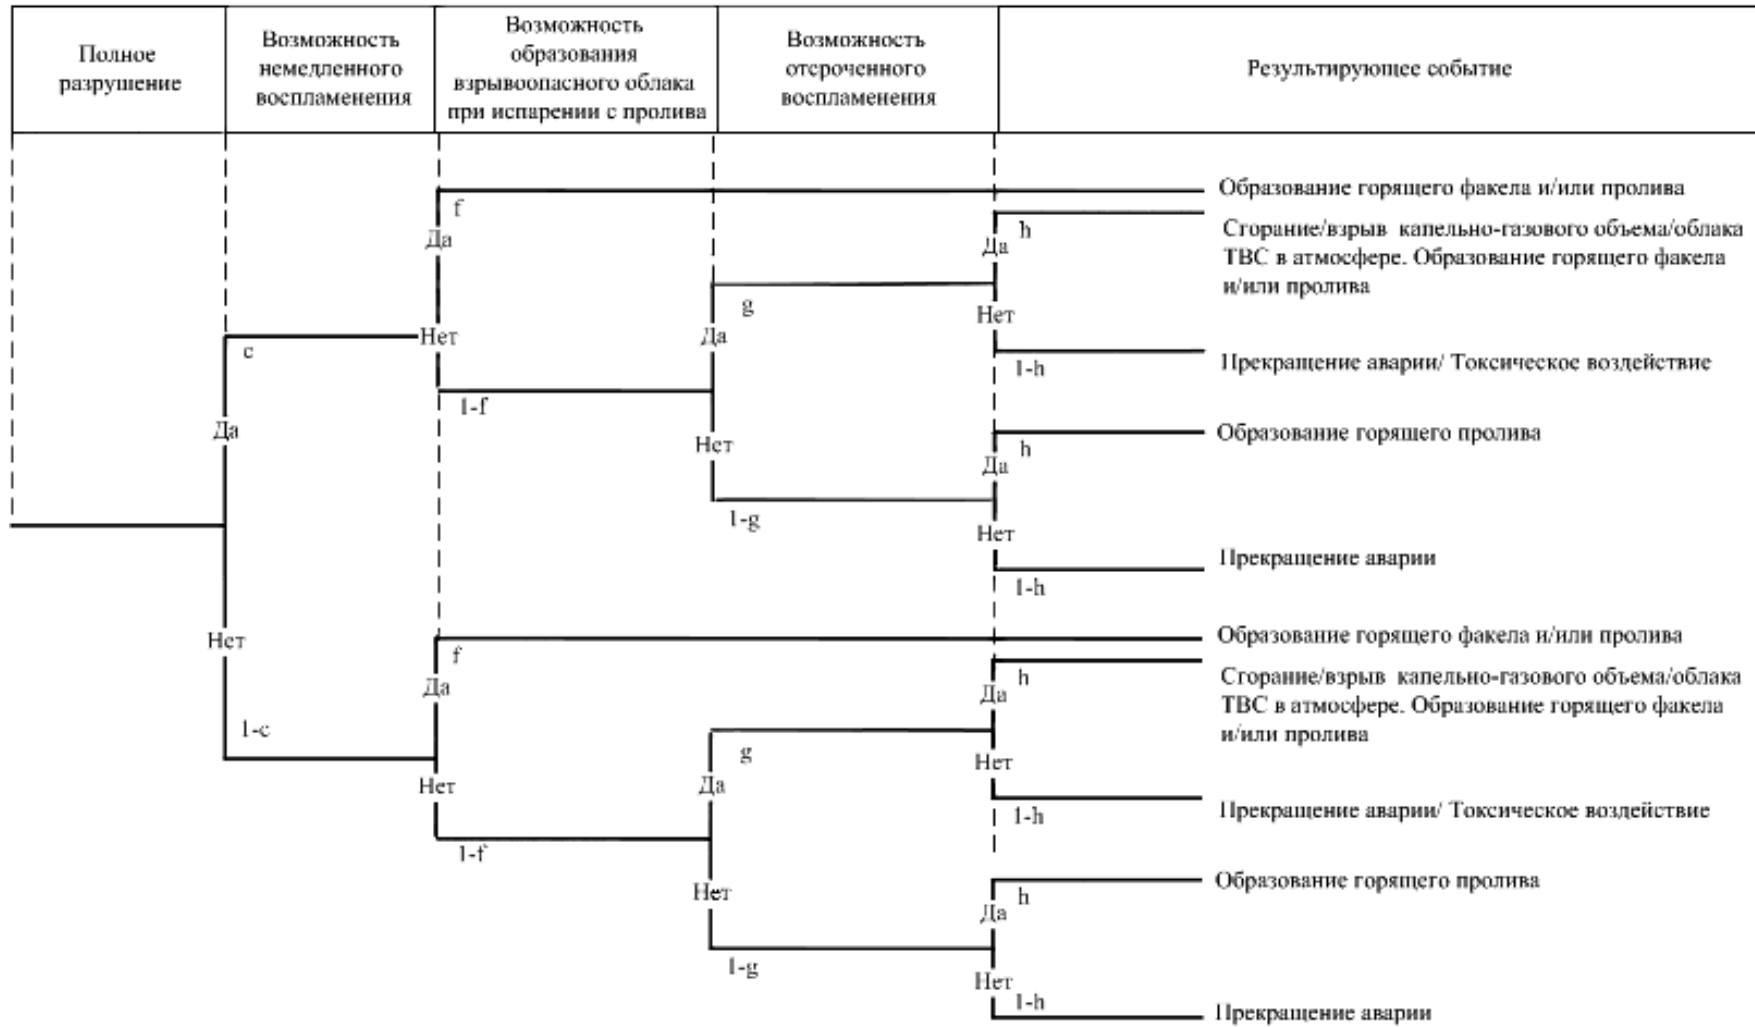 Полное
разрушение
Возможность
немедленного
воспламенения
Возможность
образования
взрывоопасного облака
при испарении с пролива
Возможность
отсроченного
воспламенения
Результирующее событие
f
Да
Нет
c
Да
Нет
1-c
1-f
g
Да
Нет
1-g
h
Да
Нет
1-h
h
Да
Нет
1-h
Образование горящего факела и/или пролива
Сгорание/взрыв капельно-газового объема/облака
ТВС в атмосфере. Образование горящего факела
и/или пролива
Прекращение аварии/ Токсическое воздействие
Образование горящего пролива
Прекращение аварии
f
Да
Нет
1-f
g
Да
Нет
1-g
h
Да
Нет
1-h
h
Да
Нет
1-h
Образование горящего факела и/или пролива
Сгорание/взрыв капельно-газового объема/облака
ТВС в атмосфере. Образование горящего факела
и/или пролива
Прекращение аварии/ Токсическое воздействие
Образование горящего пролива
Прекращение аварии